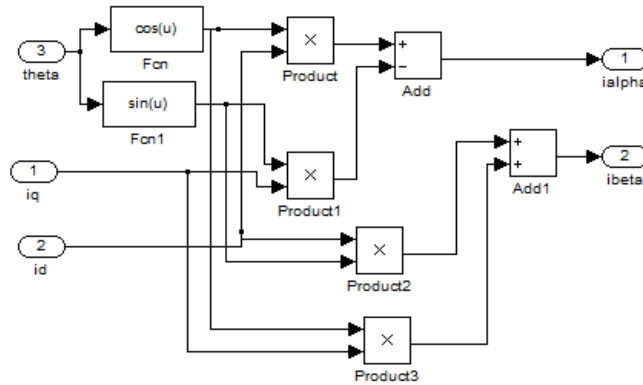 cos(u)
Fcn
3
theta
sin(u)
Fcn1
×
Product
+
−
Add
1
ialpha
1
iq
×
Product1
+
+
Add1
2
ibeta
2
id
×
Product2
×
Product3